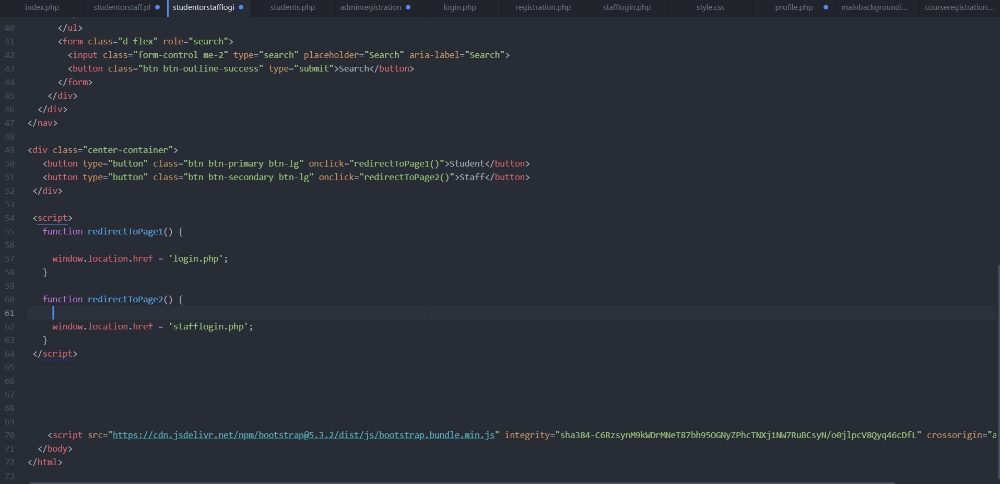 index.php studentorstaff.ph studentorstafflogi students.php adminregistration. login.php registration.php stafflogin.php style.css profile.php mainbackgroundi... courseregistration....
40 </ul>
41 <form class="d-flex" role="search">
42 <input class="form-control me-2" type="search" placeholder="Search" aria-label="Search">
43 <button class="btn btn-outline-success" type="submit">Search</button>
44 </form>
45 </div>
46 </div>
47 </nav>
48
49 <div class="center-container">
50 <button type="button" class="btn btn-primary btn-lg" onclick="redirectToPage1()">Student</button>
51 <button type="button" class="btn btn-secondary btn-lg" onclick="redirectToPage2()">Staff</button>
52 </div>
53
54 <script>
55 function redirectToPage1() {
56
57 window.location.href = 'login.php';
58 }
59
60 function redirectToPage2() {
61
62 window.location.href = 'stafflogin.php';
63 }
64 </script>
65
66
67
68
69
70 <script src="https://cdn.jsdelivr.net/npm/bootstrap@5.3.2/dist/js/bootstrap.bundle.min.js" integrity="sha384-C6RzsynM9kWDrMNeT87bh95OGNyZPhcTNXj1NW7RuBCsyN/o0jlpcV8Qyq46cDfL" crossorigin="a
71 </body>
72 </html>
73